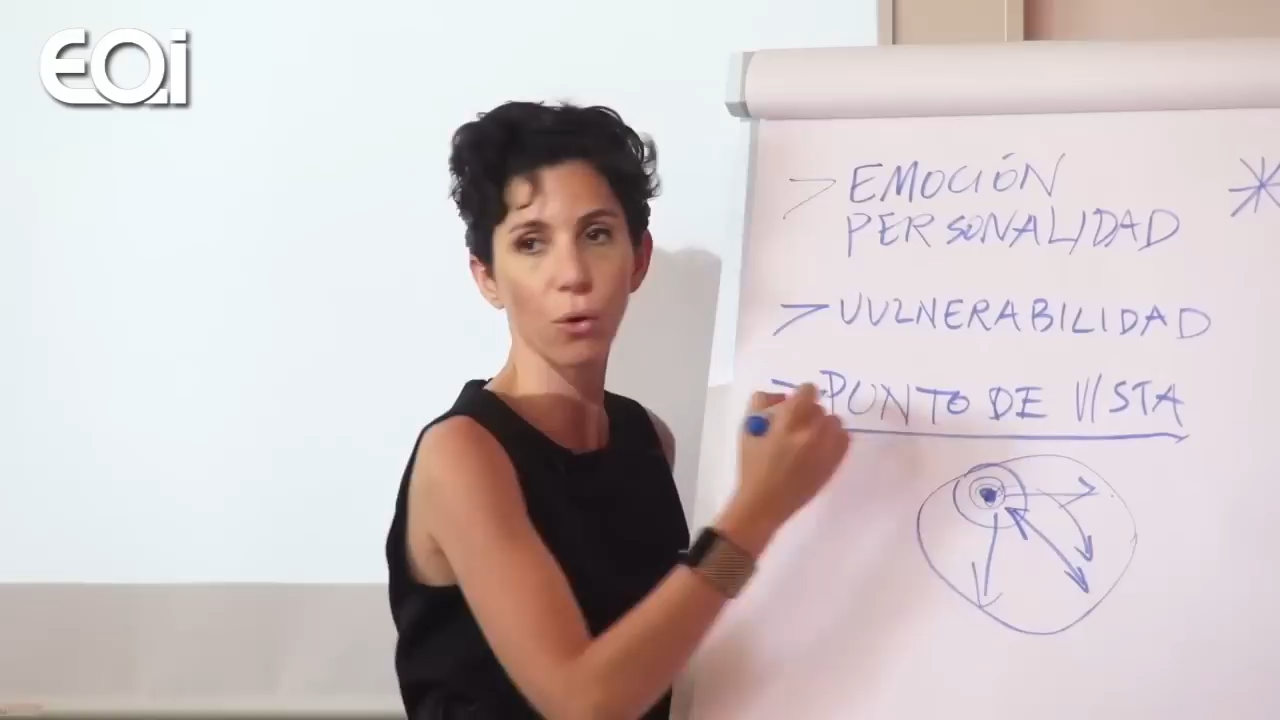 EOi
> EMOCIÓN
PERSONALIDAD
> VULNERABILIDAD
> PUNTO DE VISTA